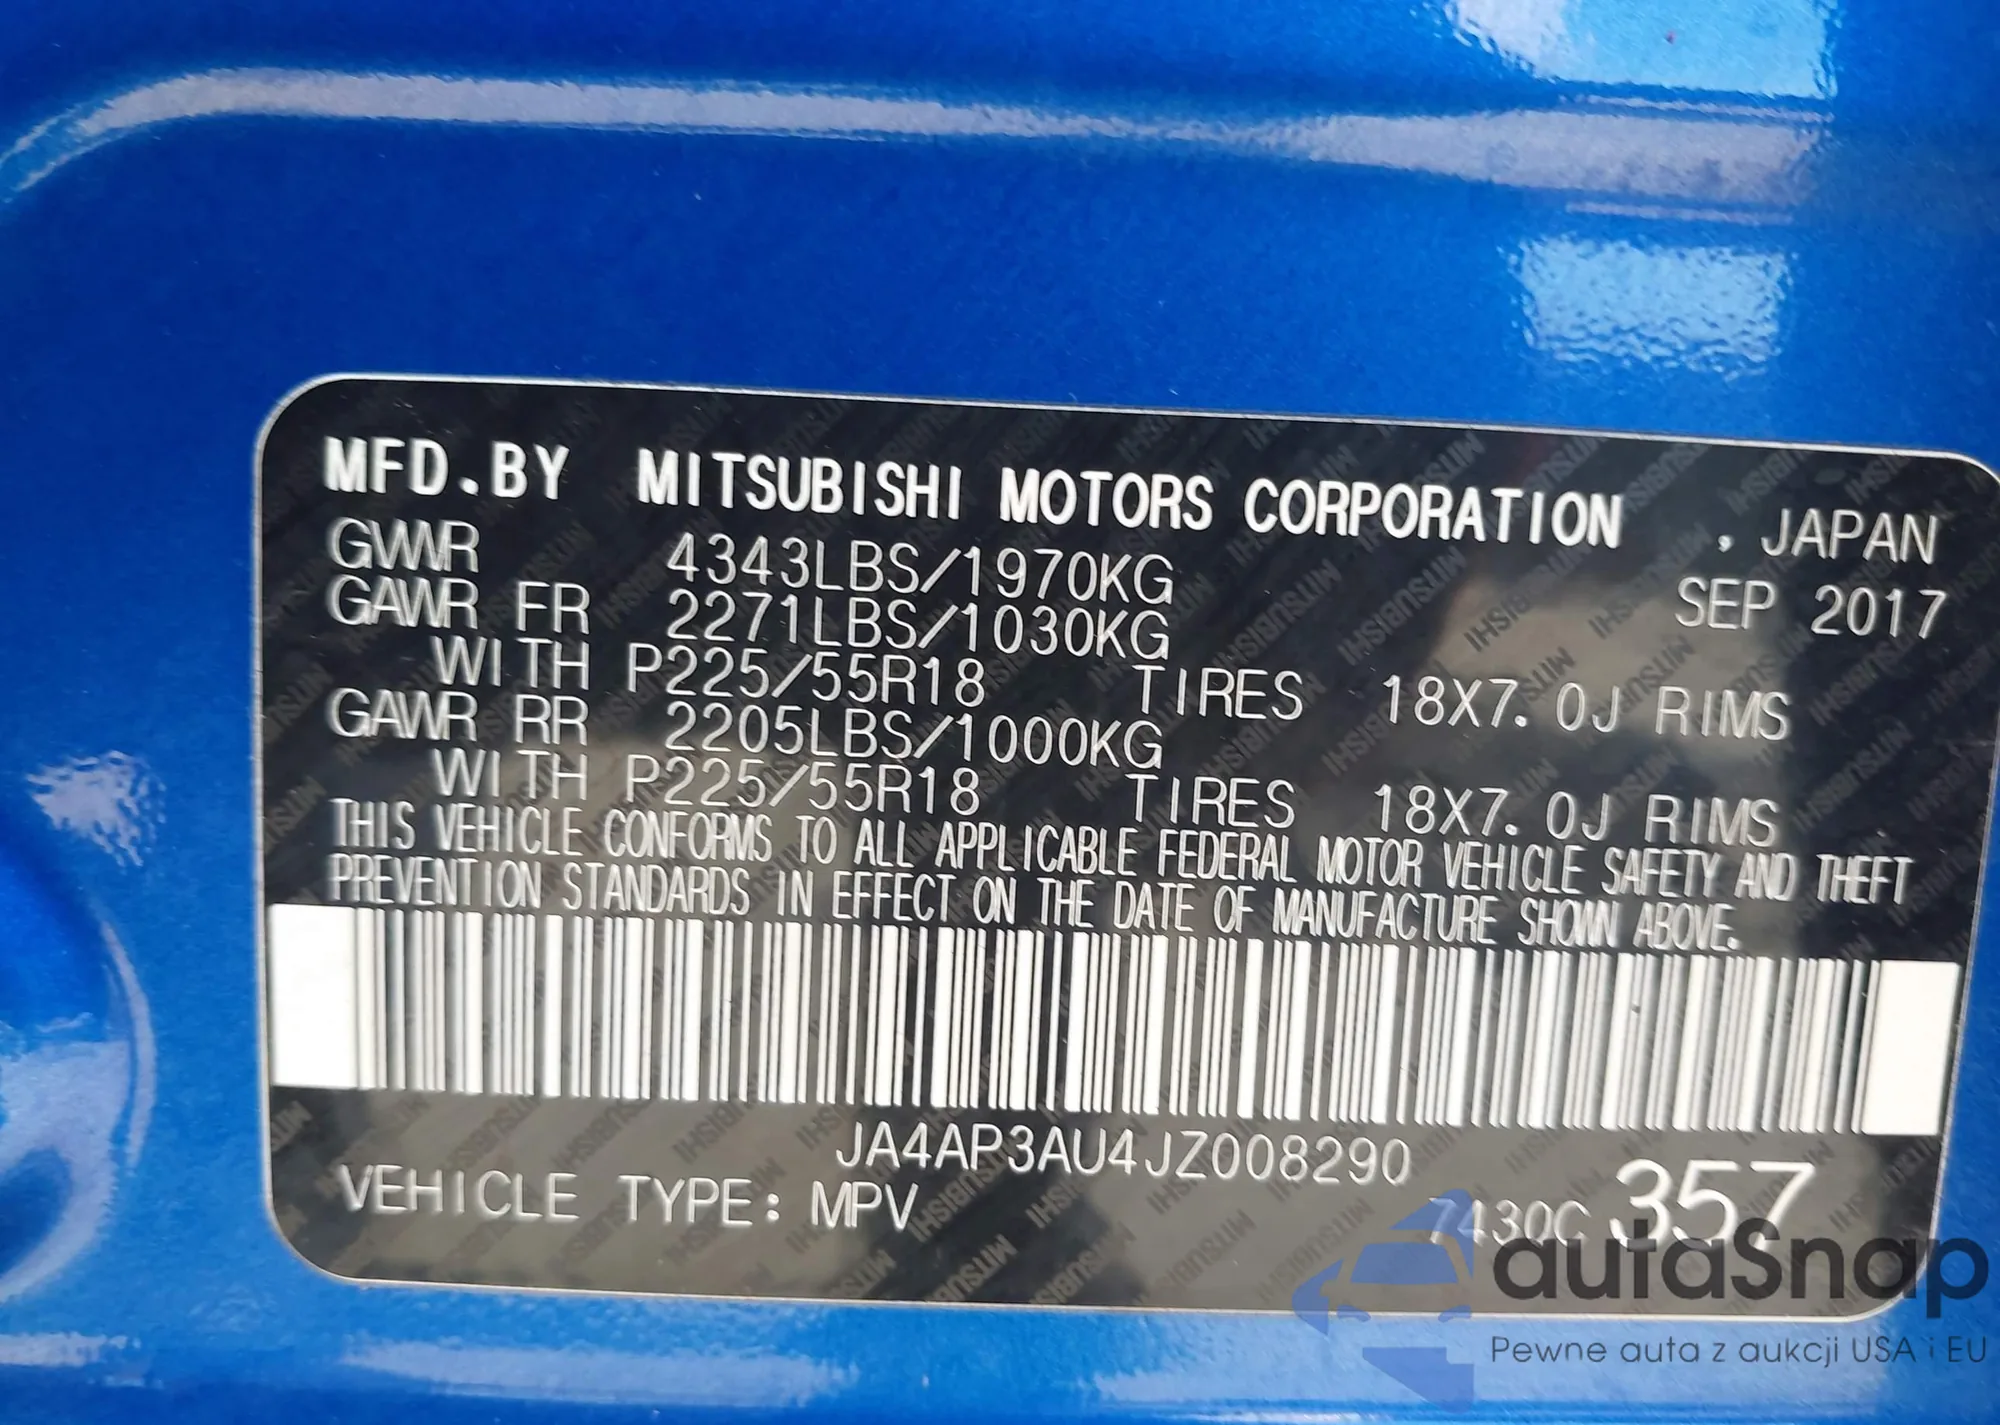 MFD.BY MITSUBISHI MOTORS CORPORATION , JAPAN
GVWR 4343LBS/1970KG SEP 2017
GAWR FR 2271LBS/1030KG
WITH P225/55R18 TIRES 18X7.0J RIMS
GAWR RR 2205LBS/1000KG
WITH P225/55R18 TIRES 18X7.0J RIMS
THIS VEHICLE CONFORMS TO ALL APPLICABLE FEDERAL MOTOR VEHICLE SAFETY AND THEFT
PREVENTION STANDARDS IN EFFECT ON THE DATE OF MANUFACTURE SHOWN ABOVE.
JA4AP3AU4JZ008290
VEHICLE TYPE: MPV 7430C 357
autaSnap
Pewne auta z aukcji USA i EU